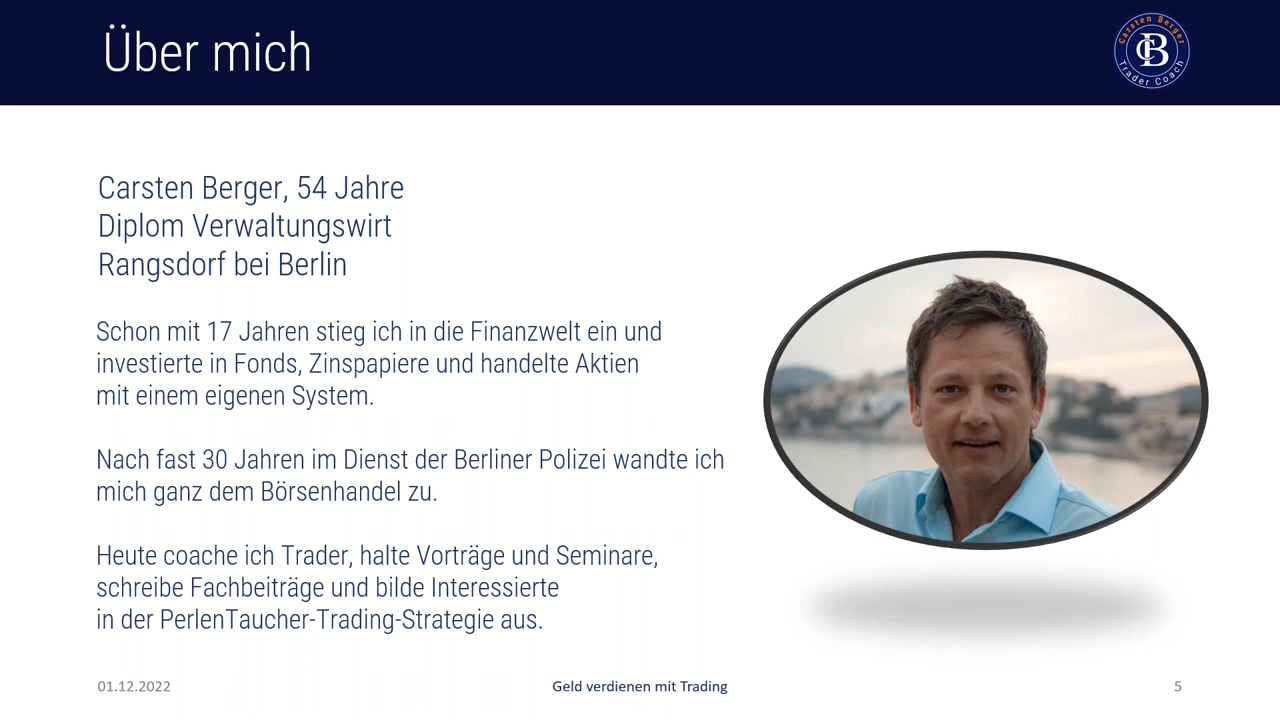 Über mich
Carsten Berger
CB
Trader Coach
Carsten Berger, 54 Jahre
Diplom Verwaltungswirt
Rangsdorf bei Berlin
Schon mit 17 Jahren stieg ich in die Finanzwelt ein und
investierte in Fonds, Zinspapiere und handelte Aktien
mit einem eigenen System.
Nach fast 30 Jahren im Dienst der Berliner Polizei wandte ich
mich ganz dem Börsenhandel zu.
Heute coache ich Trader, halte Vorträge und Seminare,
schreibe Fachbeiträge und bilde Interessierte
in der PerlenTaucher-Trading-Strategie aus.
01.12.2022
Geld verdienen mit Trading
5